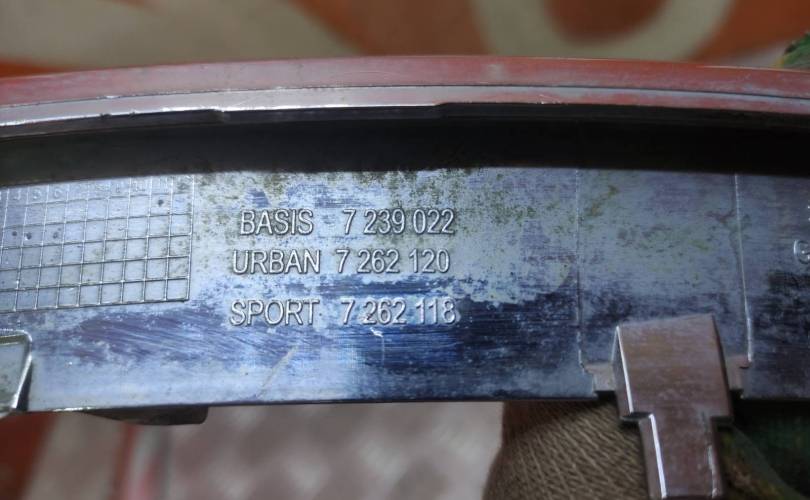 BASIS 7 239 022
URBAN 7 262 120
SPORT 7 262 118